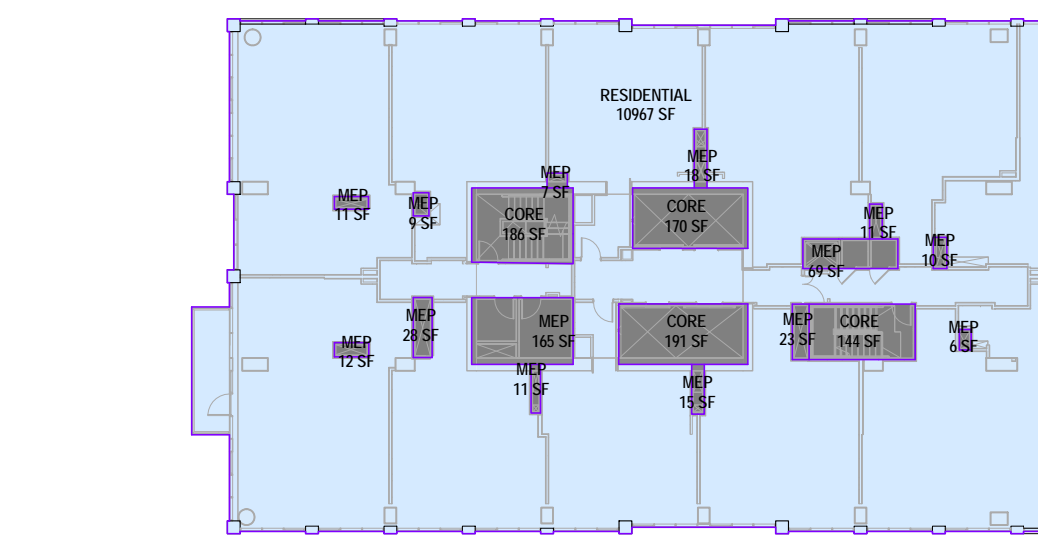 RESIDENTIAL
10967 SF
MEP
18 SF
MEP
7 SF
MEP
11 SF
MEP
9 SF
CORE
186 SF
CORE
170 SF
MEP
11 SF
MEP
69 SF
MEP
10 SF
MEP
28 SF
MEP
165 SF
CORE
191 SF
MEP
23 SF
CORE
144 SF
MEP
6 SF
MEP
12 SF
MEP
11 SF
MEP
15 SF